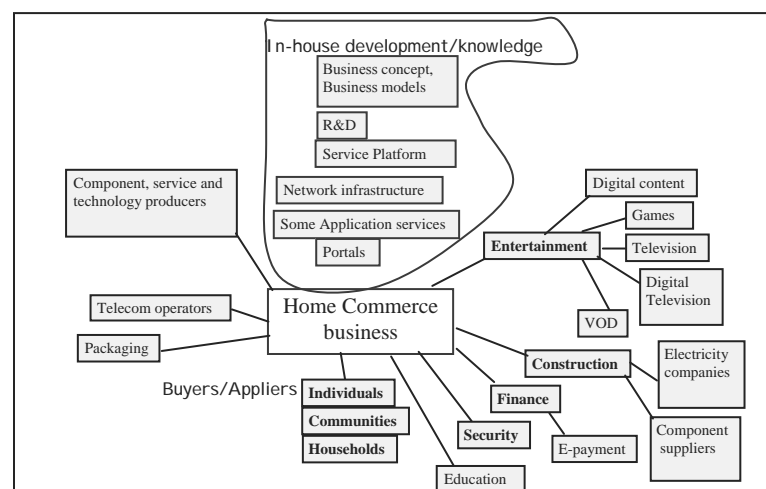 In-house development/knowledge
Business concept,
Business models
R&D
Service Platform
Network infrastructure
Some Application services
Portals
Component, service and
technology producers
Telecom operators
Packaging
Home Commerce
business
Entertainment
Digital content
Games
Television
Digital
Television
VOD
Construction
Electricity
companies
Component
suppliers
Finance
E-payment
Security
Education
Buyers/Appliers
Individuals
Communities
Households